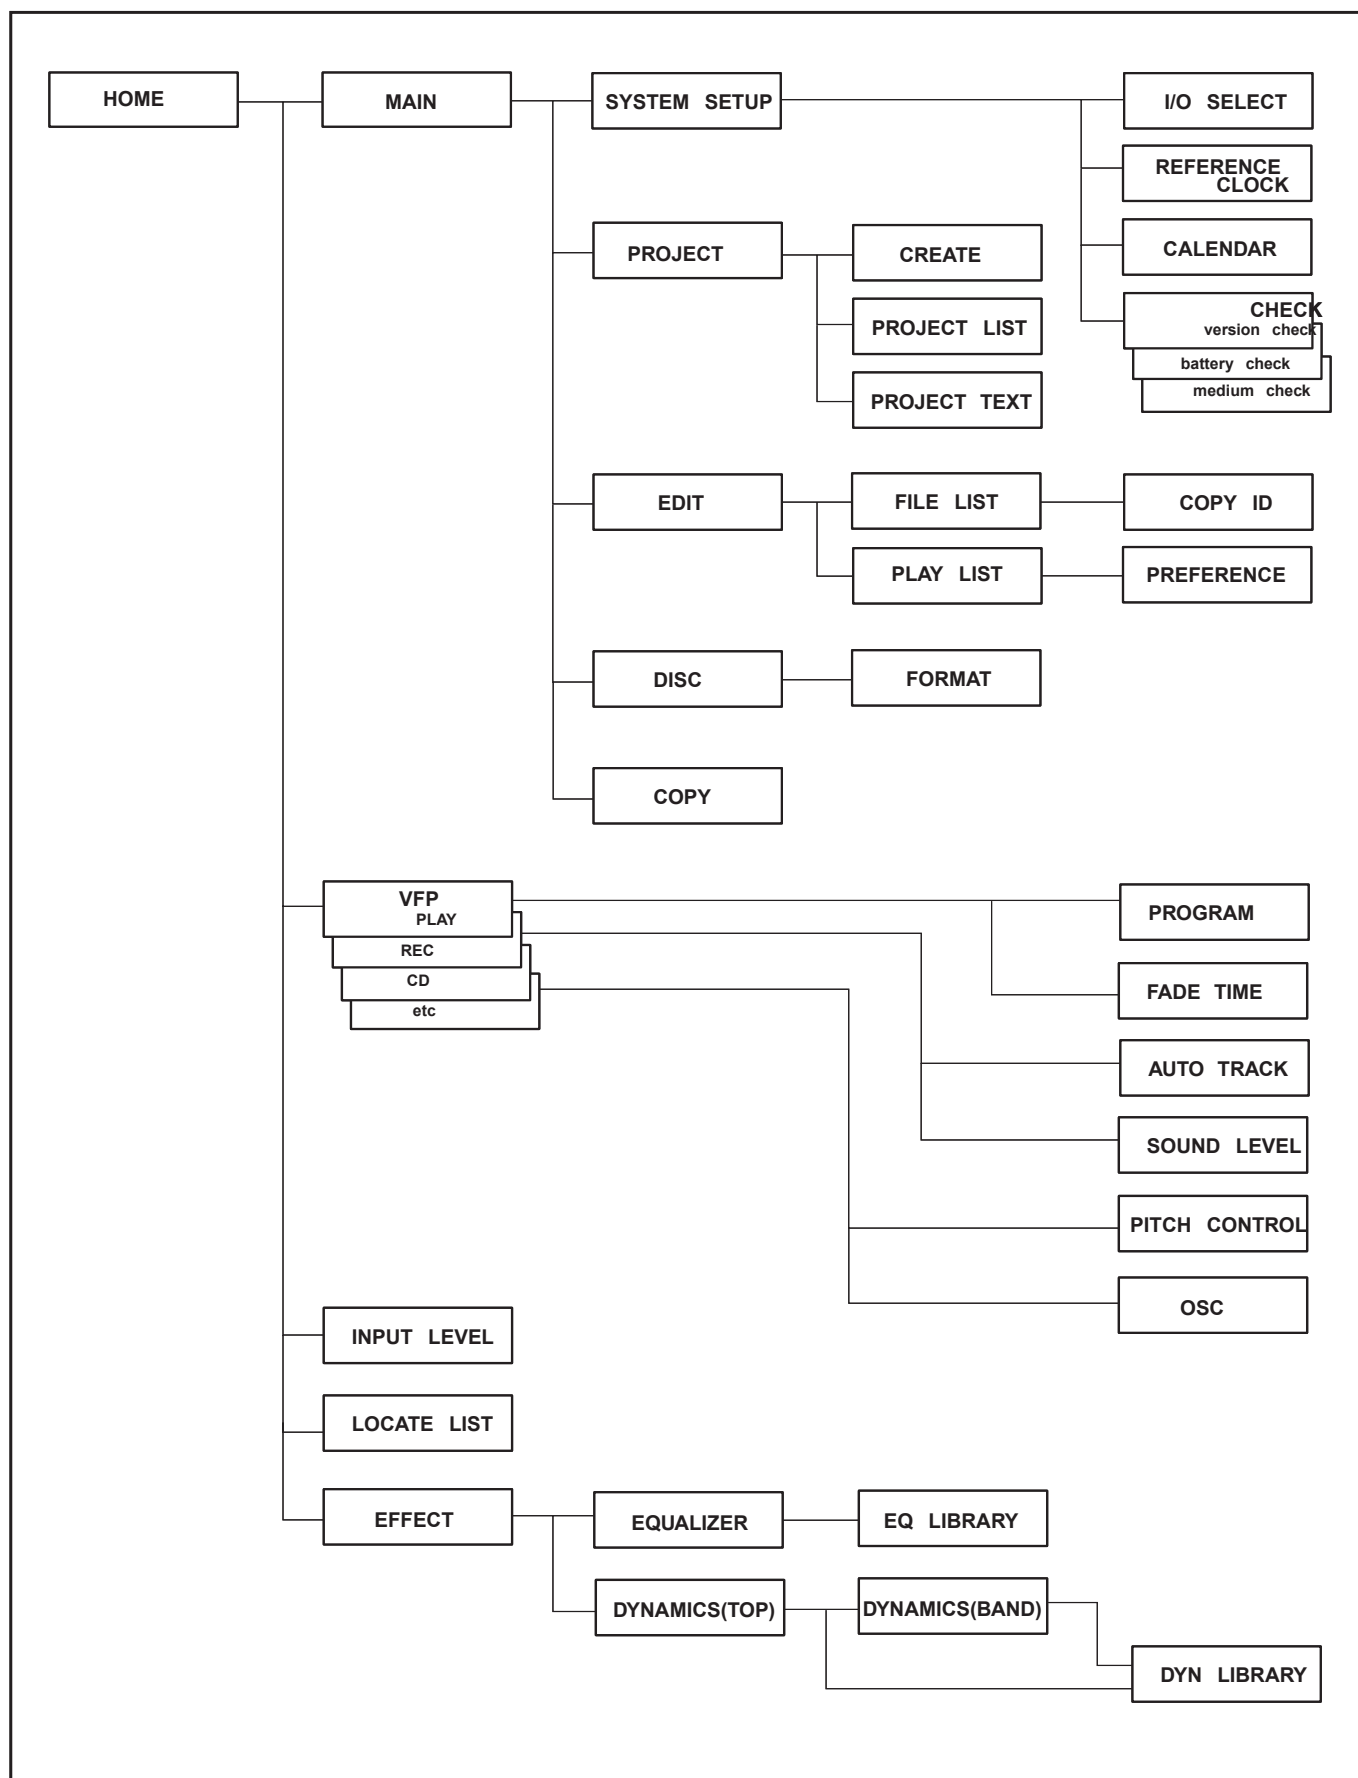 HOME
MAIN
SYSTEM SETUP
I/O SELECT
REFERENCE
CLOCK
CALENDAR
CHECK
version check
battery check
medium check
PROJECT
CREATE
PROJECT LIST
PROJECT TEXT
EDIT
FILE LIST
COPY ID
PLAY LIST
PREFERENCE
DISC
FORMAT
COPY
VFP
PLAY
REC
CD
etc
PROGRAM
FADE TIME
AUTO TRACK
SOUND LEVEL
PITCH CONTROL
OSC
INPUT LEVEL
LOCATE LIST
EFFECT
EQUALIZER
EQ LIBRARY
DYNAMICS(TOP)
DYNAMICS(BAND)
DYN LIBRARY